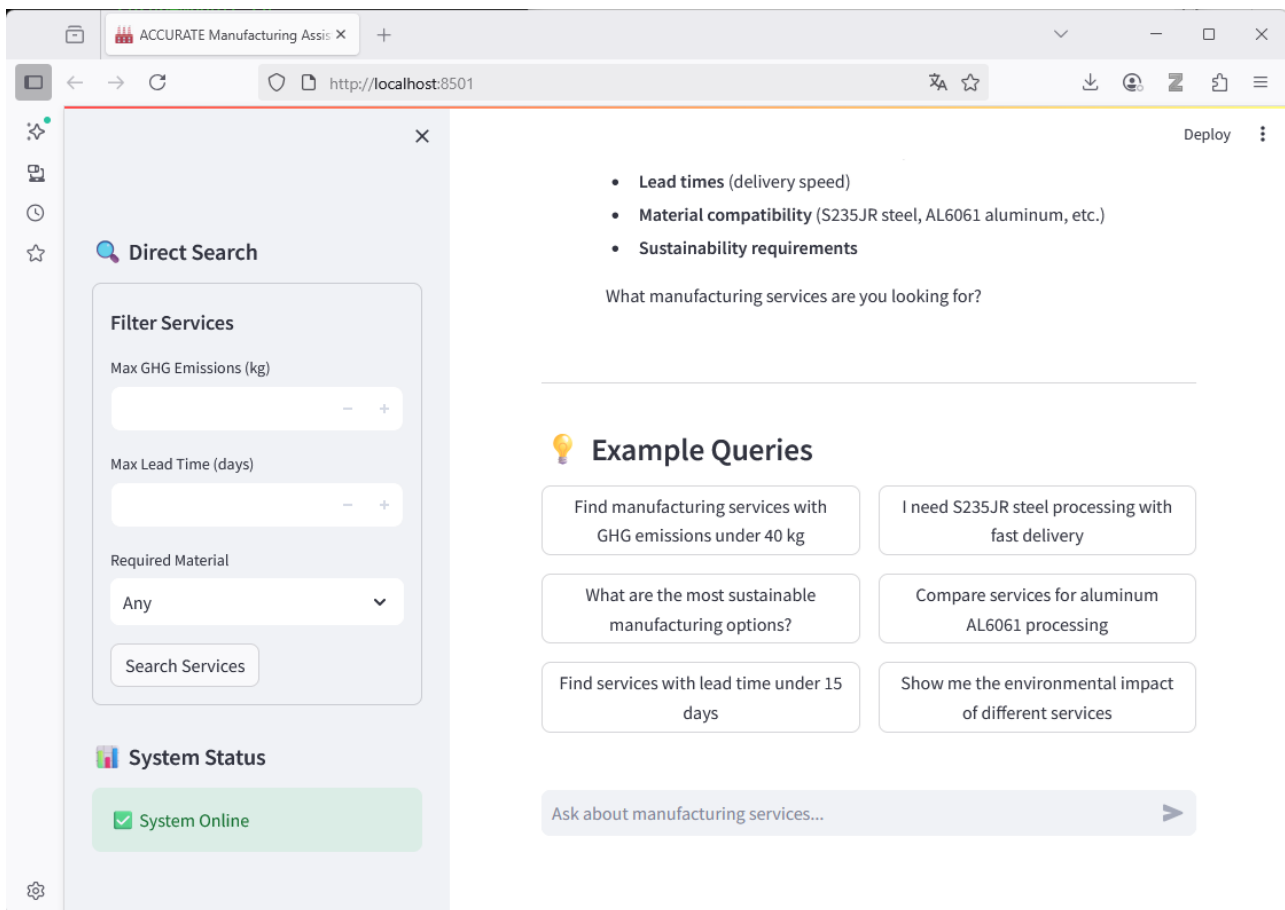 ACCURATE Manufacturing Assis
http://localhost:8501
Deploy
Direct Search
Filter Services
Max GHG Emissions (kg)
Max Lead Time (days)
Required Material
Any
Search Services
System Status
System Online
• Lead times (delivery speed)
• Material compatibility (S235JR steel, AL6061 aluminum, etc.)
• Sustainability requirements
What manufacturing services are you looking for?
Example Queries
Find manufacturing services with
GHG emissions under 40 kg
I need S235JR steel processing with
fast delivery
What are the most sustainable
manufacturing options?
Compare services for aluminum
AL6061 processing
Find services with lead time under 15
days
Show me the environmental impact
of different services
Ask about manufacturing services...